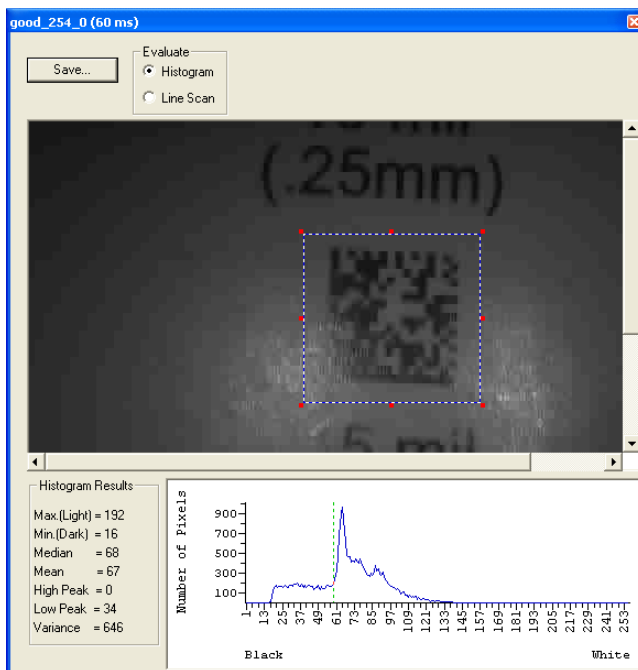 good_254_0 (60 ms)
Save...
Evaluate
Histogram
Line Scan
mil
(.25mm)
.5 mil
Histogram Results
Max.(Light) = 192
Min.(Dark) = 16
Median = 68
Mean = 67
High Peak = 0
Low Peak = 34
Variance = 646
Number of Pixels
900
700
500
300
100
1 13 25 37 49 61 73 85 97 109 121 133 145 157 169 181 193 205 217 229 241 253
Black White